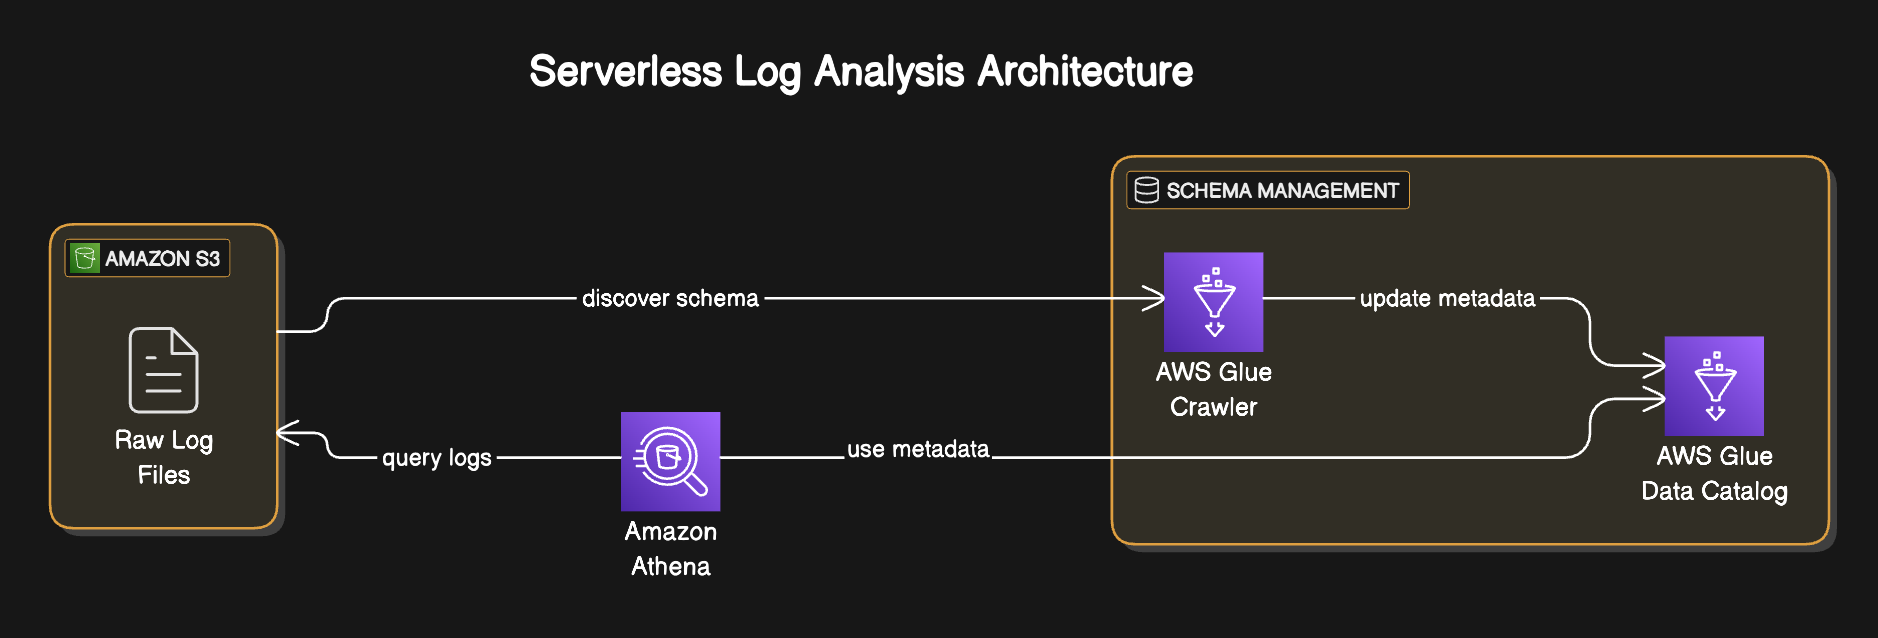 Serverless Log Analysis Architecture
SCHEMA MANAGEMENT
AMAZON S3
discover schema
update metadata
AWS Glue
Crawler
Raw Log
Files
query logs
use metadata
AWS Glue
Data Catalog
Amazon
Athena